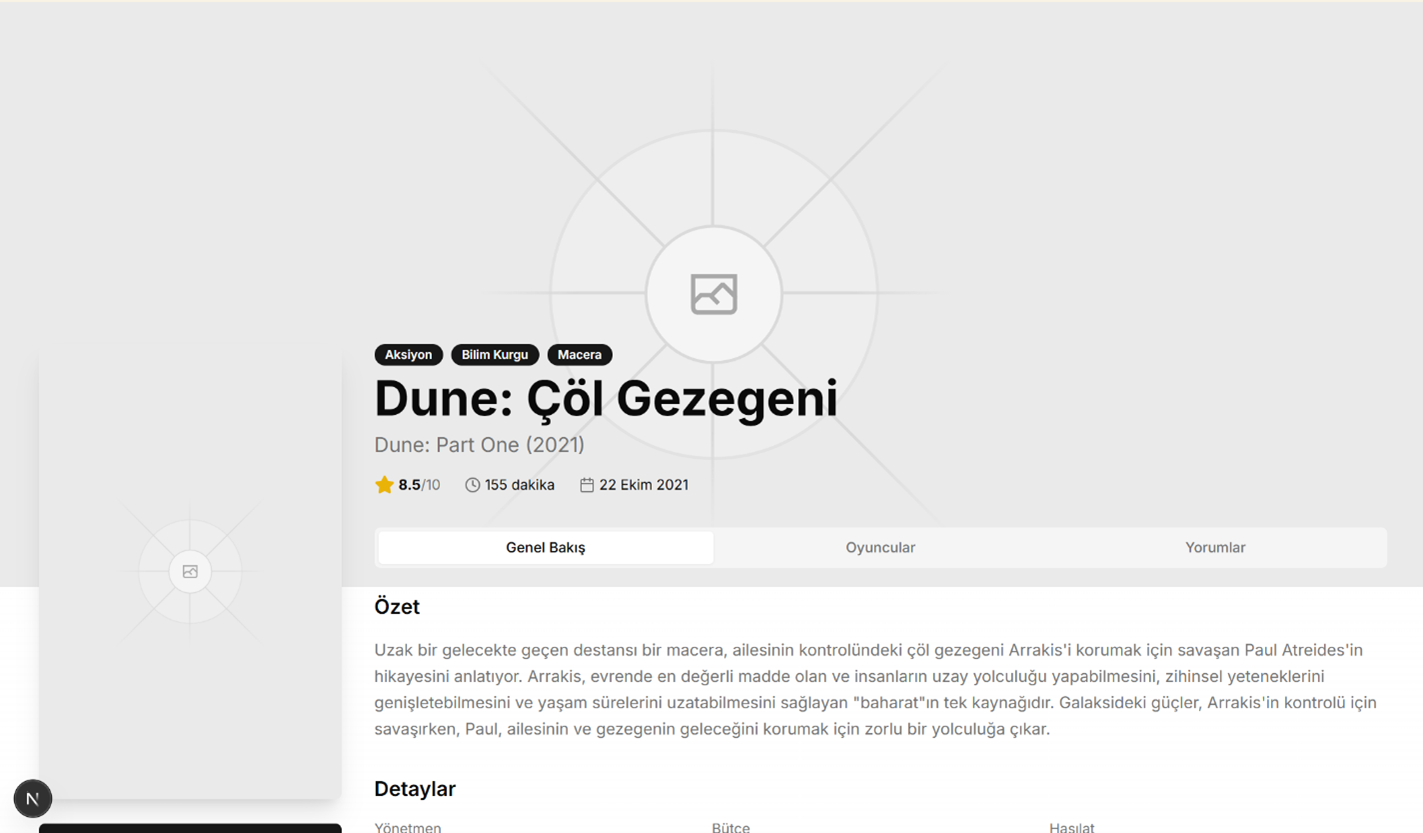 Aksiyon Bilim Kurgu Macera
Dune: Çöl Gezegeni
Dune: Part One (2021)
8.5/10 155 dakika 22 Ekim 2021
Genel Bakış Oyuncular Yorumlar
Özet
Uzak bir gelecekte geçen destansı bir macera, ailesinin kontrolündeki çöl gezegeni Arrakis'i korumak için savaşan Paul Atreides'in
hikayesini anlatıyor. Arrakis, evrende en değerli madde olan ve insanların uzay yolculuğu yapabilmesini, zihinsel yeteneklerini
genişletebilmesini ve yaşam sürelerini uzatabilmesini sağlayan "baharat"ın tek kaynağıdır. Galaksideki güçler, Arrakis'in kontrolü için
savaşırken, Paul, ailesinin ve gezegenin geleceğini korumak için zorlu bir yolculuğa çıkar.
Detaylar
Yönetmen Bütçe Hasılat
N